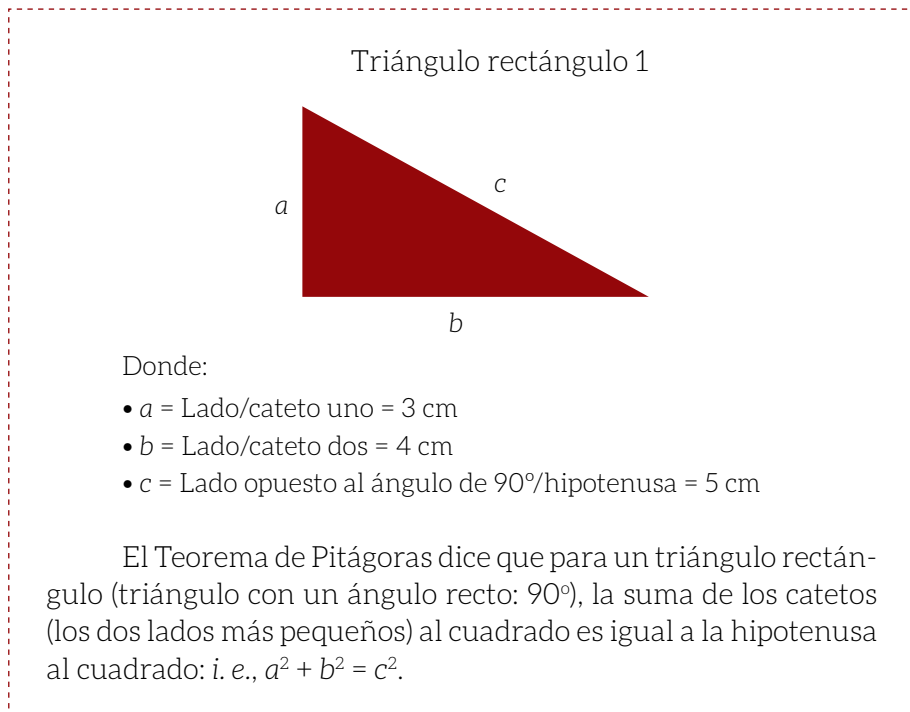 Triángulo rectángulo 1
a
c
b
Donde:
• a = Lado/cateto uno = 3 cm
• b = Lado/cateto dos = 4 cm
• c = Lado opuesto al ángulo de 90º/hipotenusa = 5 cm
El Teorema de Pitágoras dice que para un triángulo rectán-
gulo (triángulo con un ángulo recto: 90º), la suma de los catetos
(los dos lados más pequeños) al cuadrado es igual a la hipotenusa
al cuadrado: i. e., a² + b² = c².